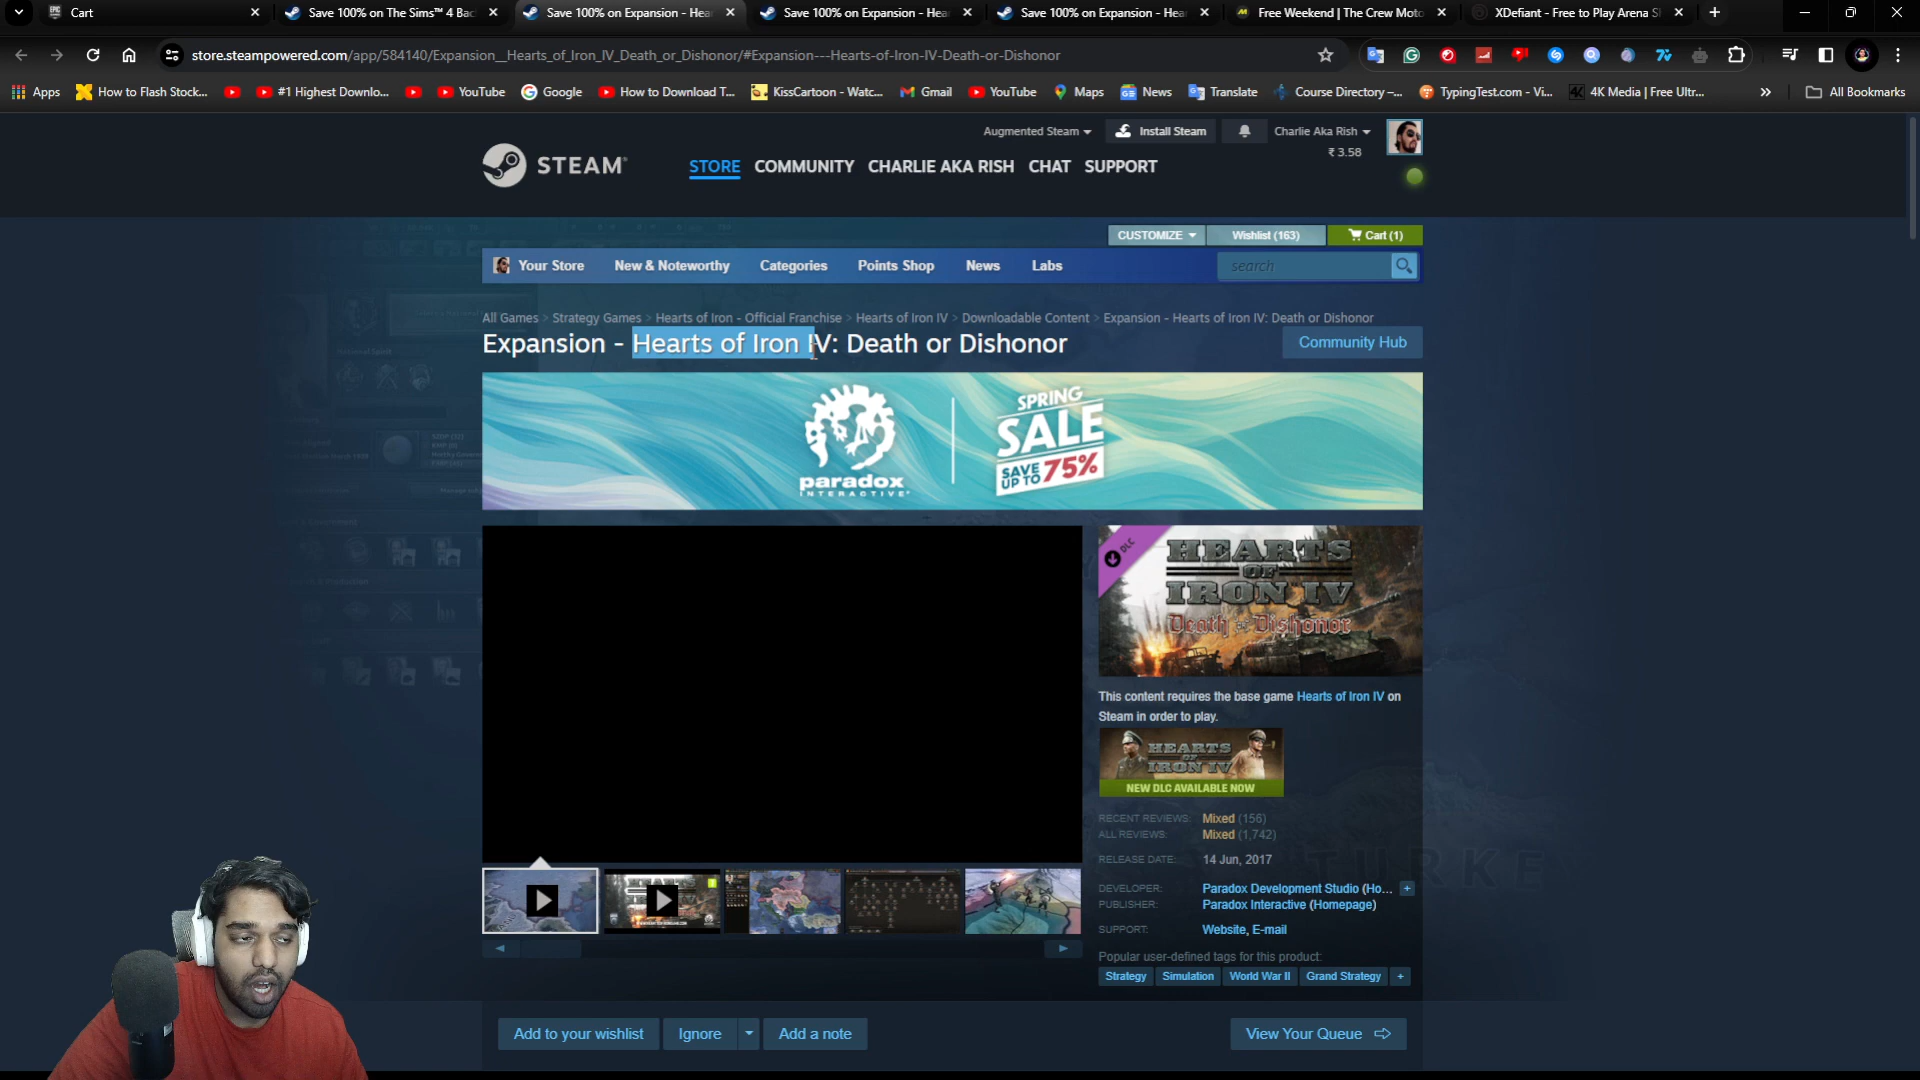 Cart
Save 100% on The Sims™ 4 Bac
Save 100% on Expansion - Hea
Save 100% on Expansion - Hea
Save 100% on Expansion - Hea
Free Weekend | The Crew Moto
XDefiant - Free to Play Arena S
store.steampowered.com/app/584140/Expansion__Hearts_of_Iron_IV_Death_or_Dishonor/#Expansion---Hearts-of-Iron-IV-Death-or-Dishonor
Apps
How to Flash Stock...
#1 Highest Downlo...
YouTube
Google
How to Download T...
KissCartoon - Watc...
Gmail
YouTube
Maps
News
Translate
Course Directory –...
TypingTest.com - Vi...
4K Media | Free Ultr...
All Bookmarks
Augmented Steam
Install Steam
Charlie Aka Rish
₹ 3.58
STEAM
STORE COMMUNITY CHARLIE AKA RISH CHAT SUPPORT
CUSTOMIZE
Wishlist (163)
Cart (1)
Your Store
New & Noteworthy
Categories
Points Shop
News
Labs
search
All Games > Strategy Games > Hearts of Iron - Official Franchise > Hearts of Iron IV > Downloadable Content > Expansion - Hearts of Iron IV: Death or Dishonor
Expansion - Hearts of Iron IV: Death or Dishonor
Community Hub
paradox
INTERACTIVE
SPRING
SALE
SAVE UP TO 75%
DLC
HEARTS
OF
IRON IV
Death or Dishonor
This content requires the base game Hearts of Iron IV on
Steam in order to play.
HEARTS
OF
IRON IV
NEW DLC AVAILABLE NOW
RECENT REVIEWS: Mixed (156)
ALL REVIEWS: Mixed (1,742)
RELEASE DATE: 14 Jun, 2017
TURKE
DEVELOPER: Paradox Development Studio (Ho... +
PUBLISHER: Paradox Interactive (Homepage)
SUPPORT: Website, E-mail
Popular user-defined tags for this product:
Strategy
Simulation
World War II
Grand Strategy
+
Add to your wishlist
Ignore
Add a note
View Your Queue